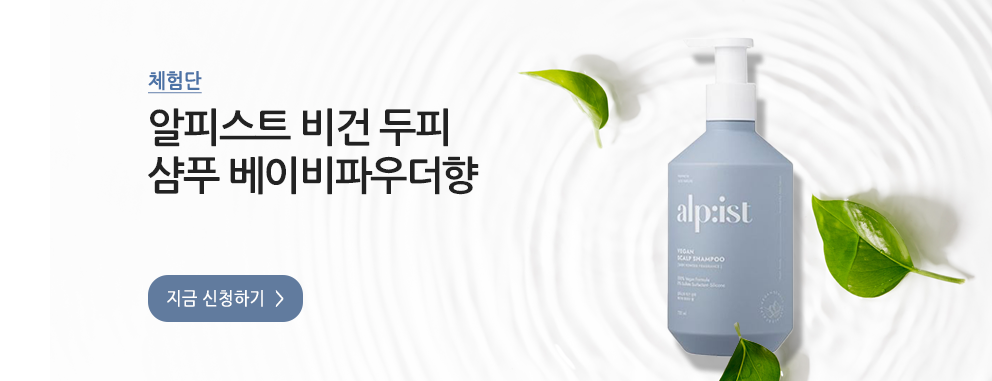 체험단
알피스트 비건 두피
샴푸 베이비파우더향
지금 신청하기 >
alp:ist
VEGAN
SCALP SHAMPOO